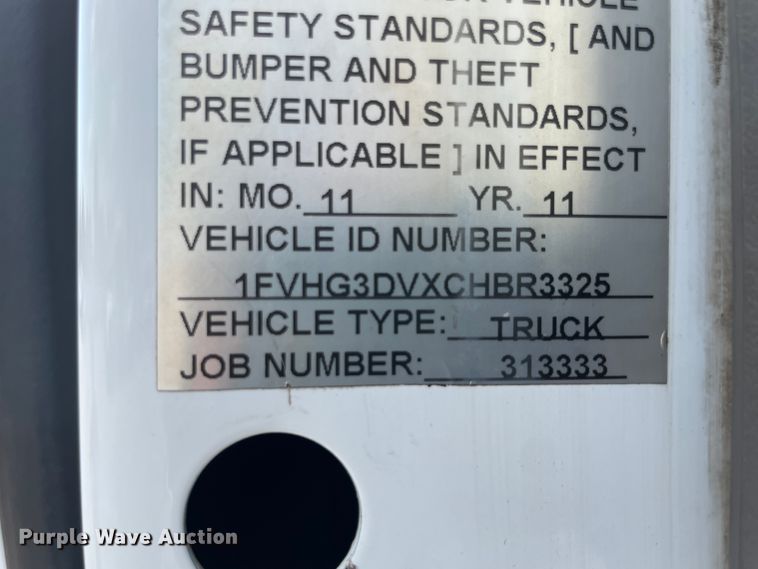 VEHICLE
SAFETY STANDARDS, [ AND
BUMPER AND THEFT
PREVENTION STANDARDS,
IF APPLICABLE ] IN EFFECT
IN: MO. 11 YR. 11
VEHICLE ID NUMBER:
1FVHG3DVXCHBR3325
VEHICLE TYPE: TRUCK
JOB NUMBER: 313333
Purple Wave Auction